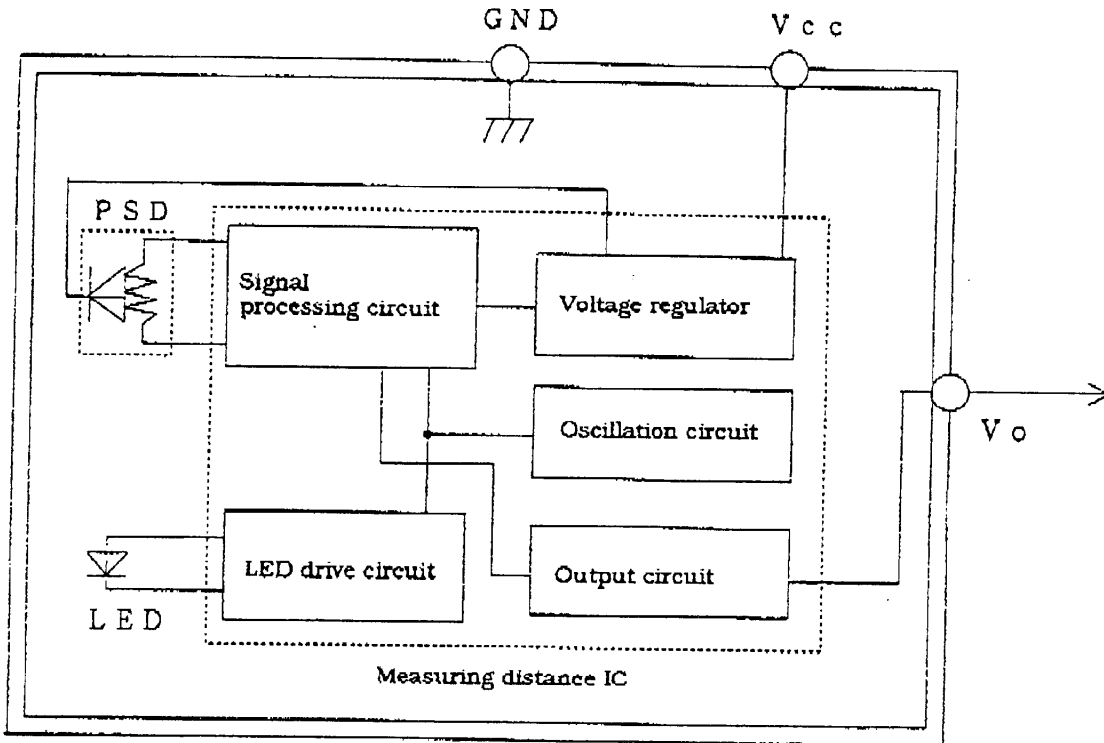 GND
Vcc
PSD
Signal
processing circuit
Voltage regulator
Oscillation circuit
Vo
LED drive circuit
Output circuit
LED
Measuring distance IC